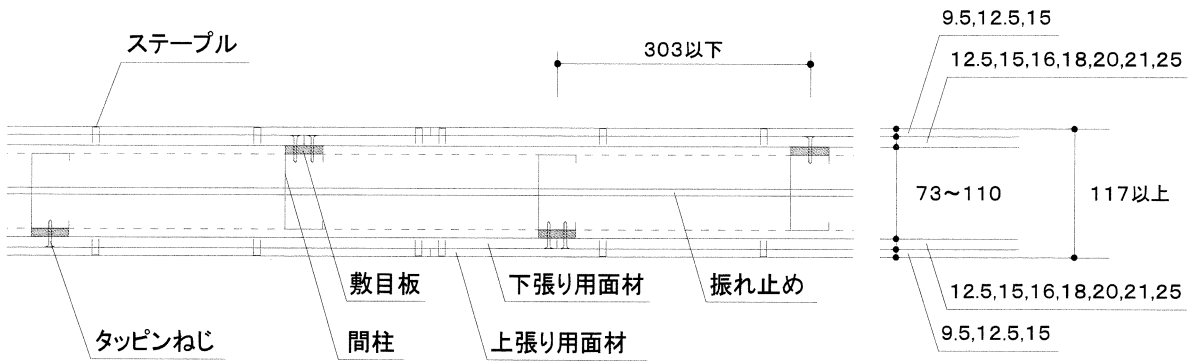 ステープル
303以下
9.5,12.5,15
12.5,15,16,18,20,21,25
73～110
117以上
敷目板
下張り用面材
振れ止め
タッピンねじ
間柱
上張り用面材
12.5,15,16,18,20,21,25
9.5,12.5,15